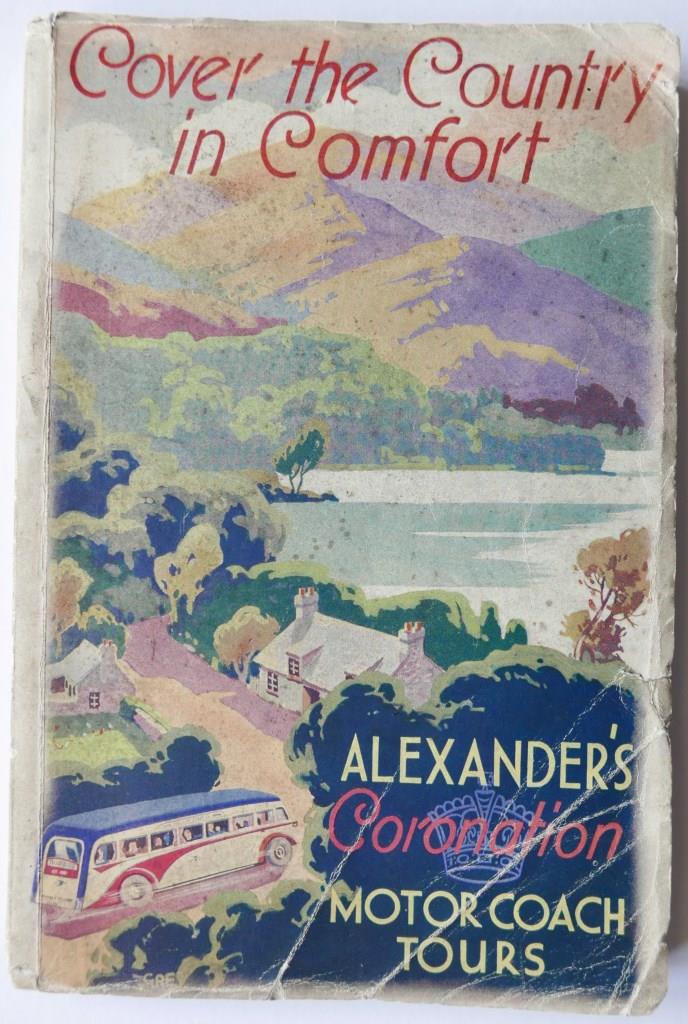 Cover the Country
in Comfort
ALEXANDER'S
Coronation
MOTOR COACH
TOURS